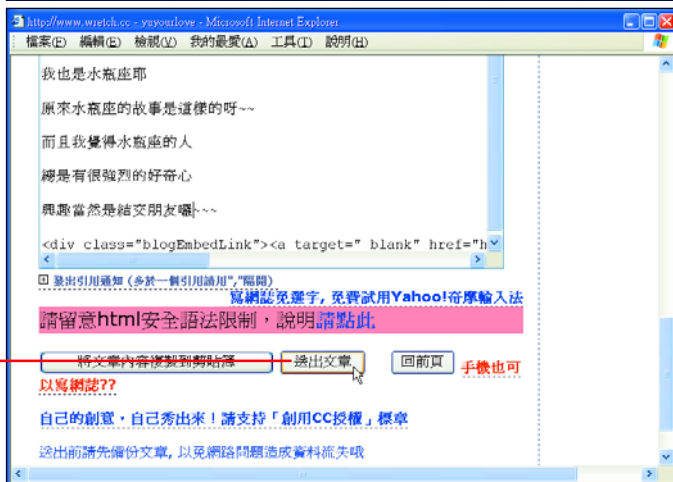 http://www.wretch.cc - yuyourlove - Microsoft Internet Explorer
檔案(F) 編輯(E) 檢視(V) 我的最愛(A) 工具(T) 說明(H)
我也是水瓶座耶
原來水瓶座的故事是這樣的呀~~
而且我覺得水瓶座的人
總是有很強烈的好奇心
興趣當然是結交朋友囉~~~
<div class="blogEmbedLink"><a target="_blank" href="h
發出引用通知 (多於一個引用請用","隔開)
寫網誌免選字, 免費試用Yahoo!奇摩輸入法
請留意html安全語法限制，說明請點此
將文章內容複製到剪貼簿 送出文章 回前頁 手機也可
以寫網誌??
自己的創意，自己秀出來！請支持「創用CC授權」標章
送出前請先備份文章, 以免網路問題造成資料流失哦